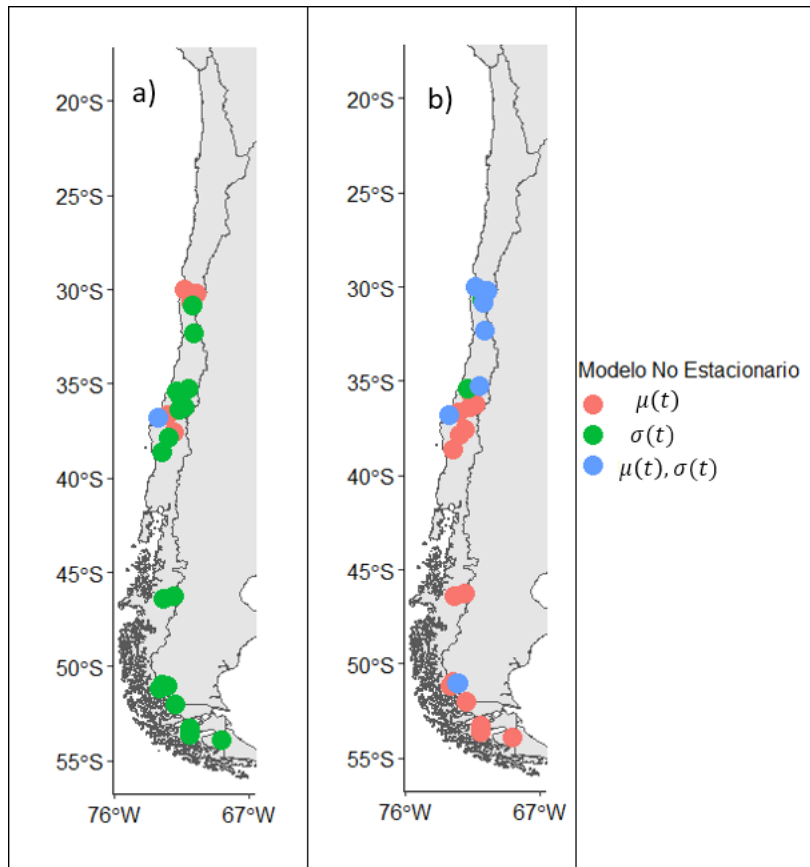 a)
20°S
25°S
30°S
35°S
40°S
45°S
50°S
55°S
76°W 67°W
b)
20°S
25°S
30°S
35°S
40°S
45°S
50°S
55°S
76°W 67°W
Modelo No Estacionario
μ(t)
σ(t)
μ(t), σ(t)